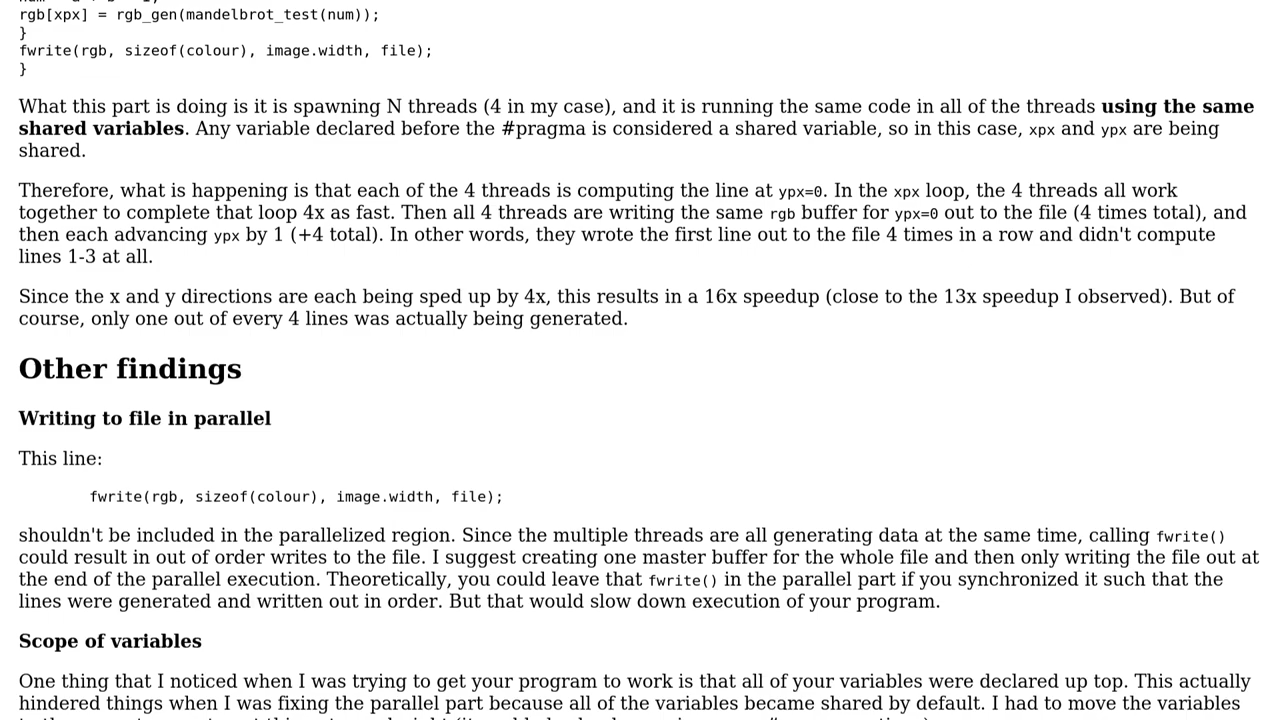 rgb[xpx] = rgb_gen(mandelbrot_test(num));
}
fwrite(rgb, sizeof(colour), image.width, file);
}
What this part is doing is it is spawning N threads (4 in my case), and it is running the same code in all of the threads using the same
shared variables. Any variable declared before the #pragma is considered a shared variable, so in this case, xpx and ypx are being
shared.
Therefore, what is happening is that each of the 4 threads is computing the line at ypx=0. In the xpx loop, the 4 threads all work
together to complete that loop 4x as fast. Then all 4 threads are writing the same rgb buffer for ypx=0 out to the file (4 times total), and
then each advancing ypx by 1 (+4 total). In other words, they wrote the first line out to the file 4 times in a row and didn't compute
lines 1-3 at all.
Since the x and y directions are each being sped up by 4x, this results in a 16x speedup (close to the 13x speedup I observed). But of
course, only one out of every 4 lines was actually being generated.
Other findings
Writing to file in parallel
This line:
fwrite(rgb, sizeof(colour), image.width, file);
shouldn't be included in the parallelized region. Since the multiple threads are all generating data at the same time, calling fwrite()
could result in out of order writes to the file. I suggest creating one master buffer for the whole file and then only writing the file out at
the end of the parallel execution. Theoretically, you could leave that fwrite() in the parallel part if you synchronized it such that the
lines were generated and written out in order. But that would slow down execution of your program.
Scope of variables
One thing that I noticed when I was trying to get your program to work is that all of your variables were declared up top. This actually
hindered things when I was fixing the parallel part because all of the variables became shared by default. I had to move the variables